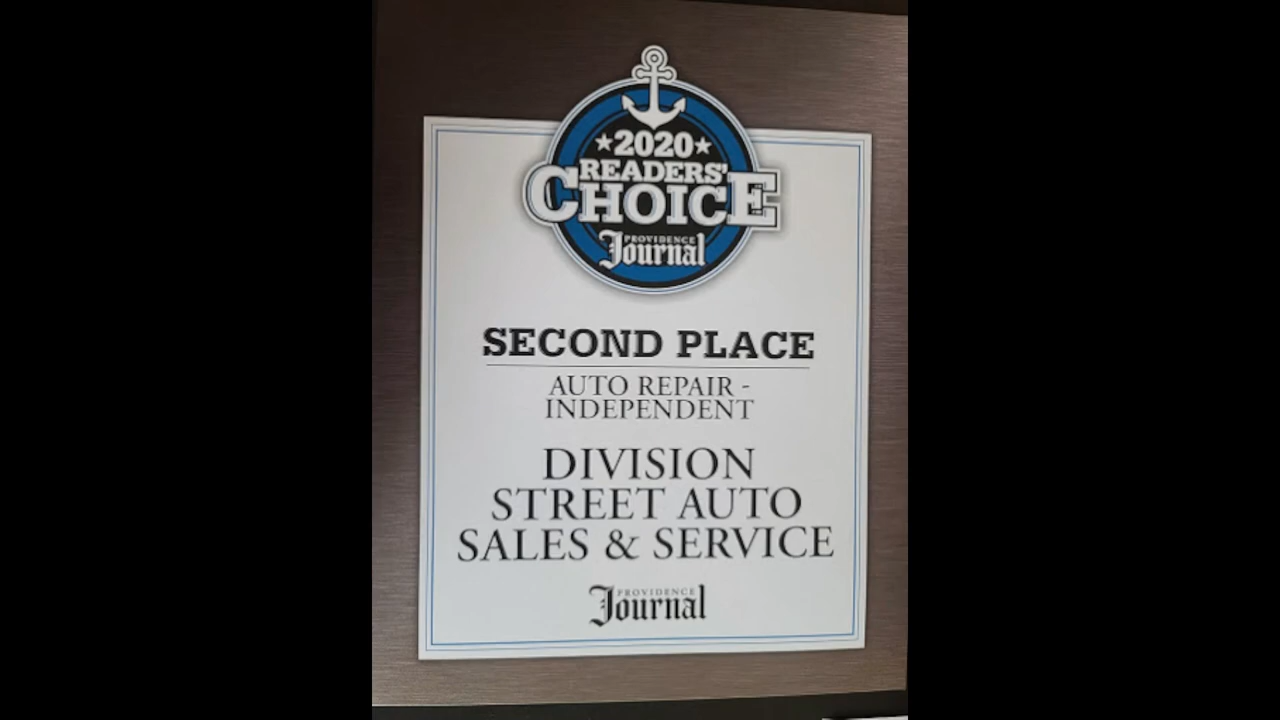 2020
READERS'
CHOICE
PROVIDENCE
Journal
SECOND PLACE
AUTO REPAIR -
INDEPENDENT
DIVISION
STREET AUTO
SALES & SERVICE
PROVIDENCE
Journal